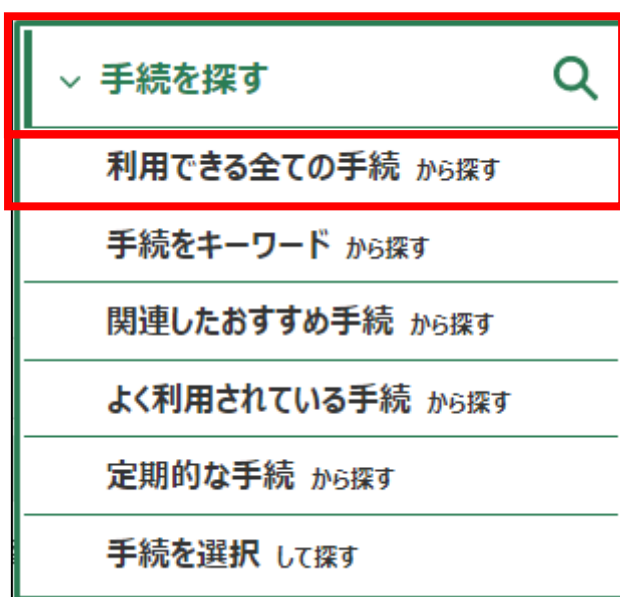 手続を探す
利用できる全ての手続 から探す
手続をキーワード から探す
関連したおすすめ手続 から探す
よく利用されている手続 から探す
定期的な手続 から探す
手続を選択 して探す